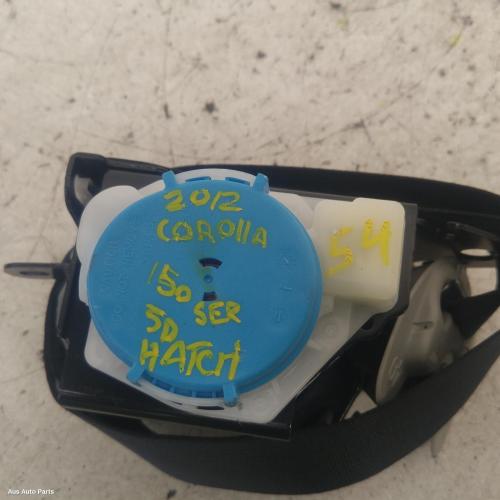 2012
COROLLA
150 SER
5D
HATCH
54
Aus Auto Parts